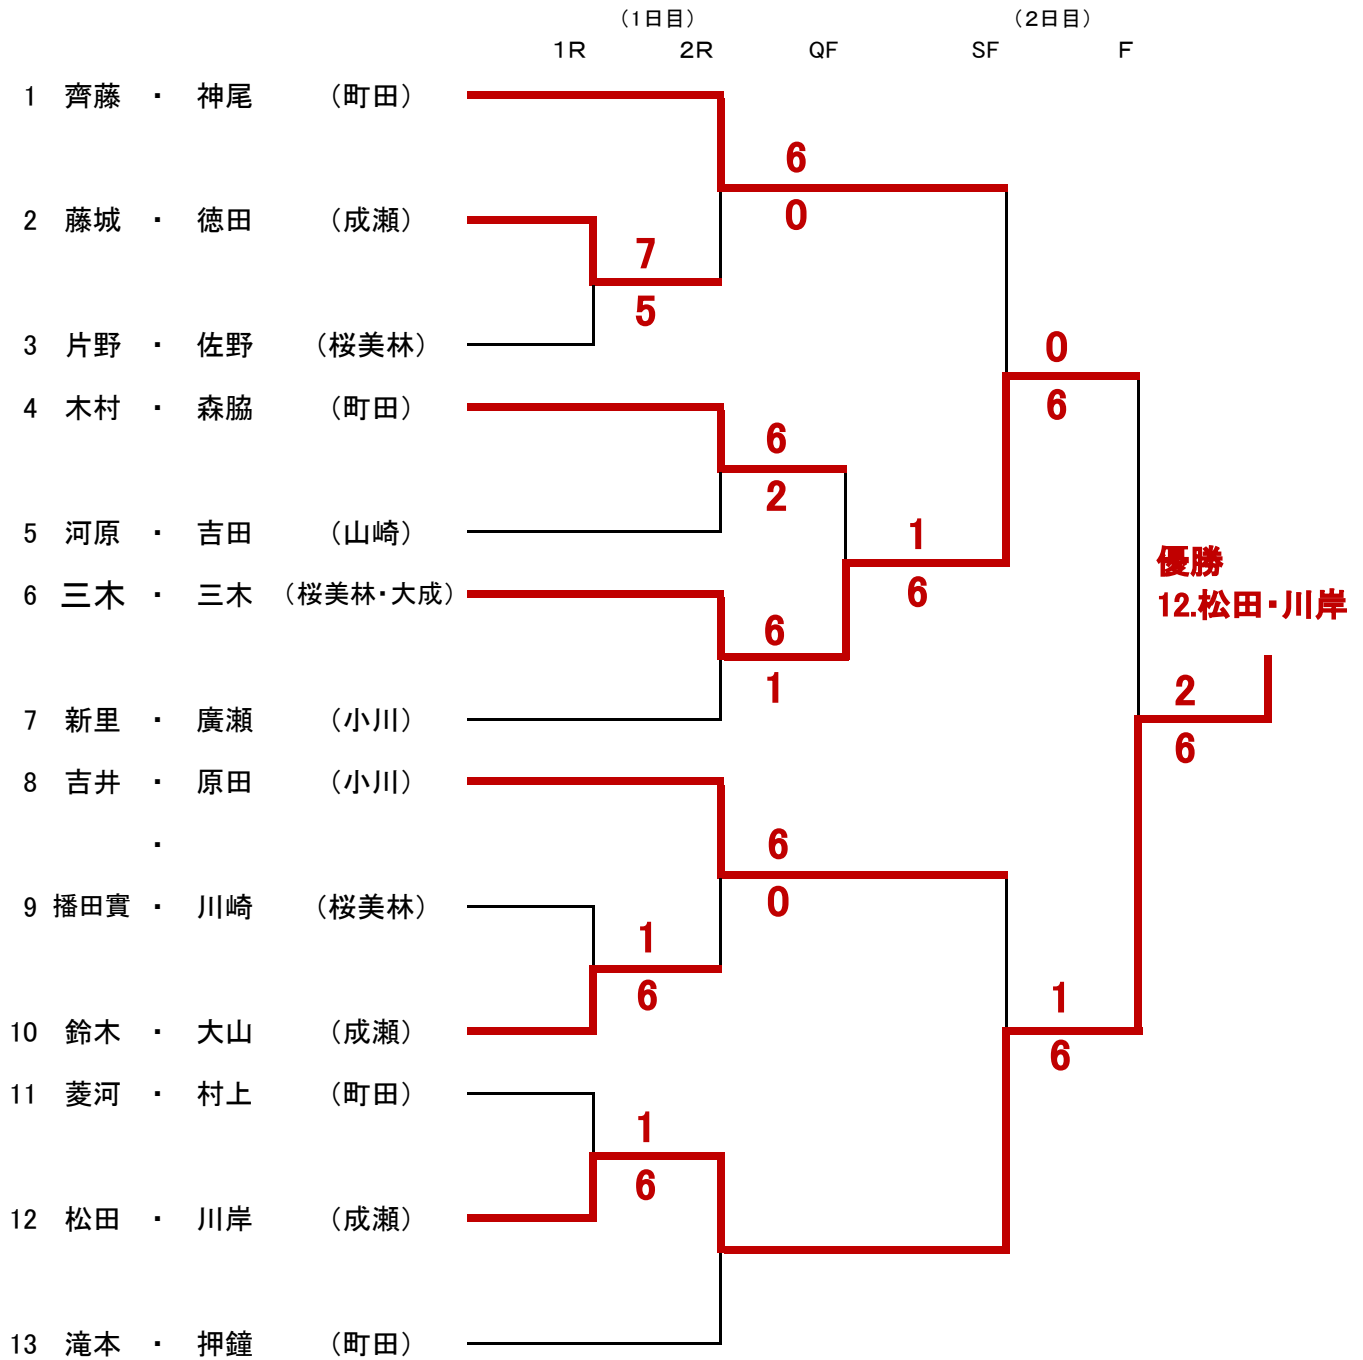 （1日目） （2日目）
1R 2R QF SF F
1 齊藤 ・ 神尾 （町田）
6
0
2 藤城 ・ 徳田 （成瀬）
7
5
3 片野 ・ 佐野 （桜美林）
0
6
4 木村 ・ 森脇 （町田）
6
2
5 河原 ・ 吉田 （山崎）
1
6
優勝
12.松田・川岸
6 三木 ・ 三木 （桜美林・大成）
6
1
7 新里 ・ 廣瀬 （小川）
2
6
8 吉井 ・ 原田 （小川）
・
6
0
9 播田實 ・ 川崎 （桜美林）
1
6
10 鈴木 ・ 大山 （成瀬）
1
6
11 菱河 ・ 村上 （町田）
1
6
12 松田 ・ 川岸 （成瀬）
13 滝本 ・ 押鐘 （町田）